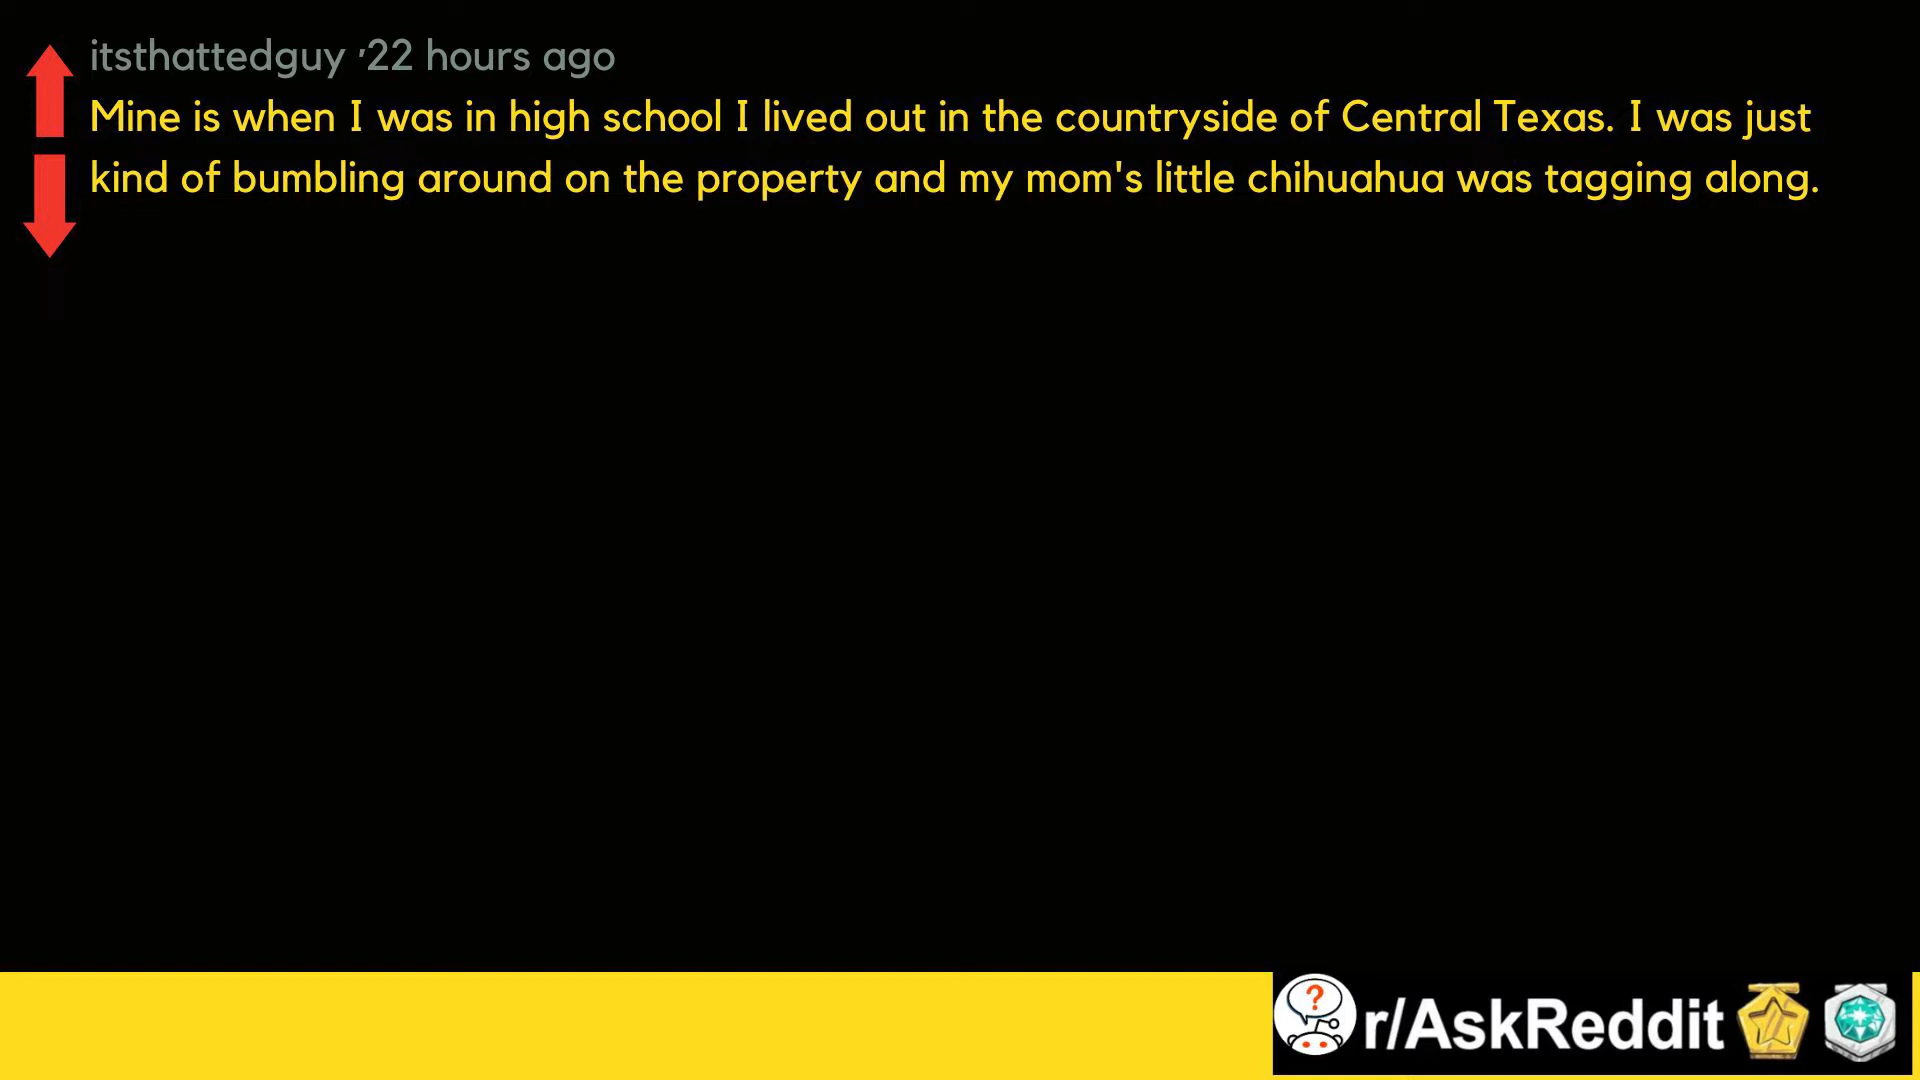 itsthattedguy ·22 hours ago
Mine is when I was in high school I lived out in the countryside of Central Texas. I was just
kind of bumbling around on the property and my mom's little chihuahua was tagging along.
?
r/AskReddit